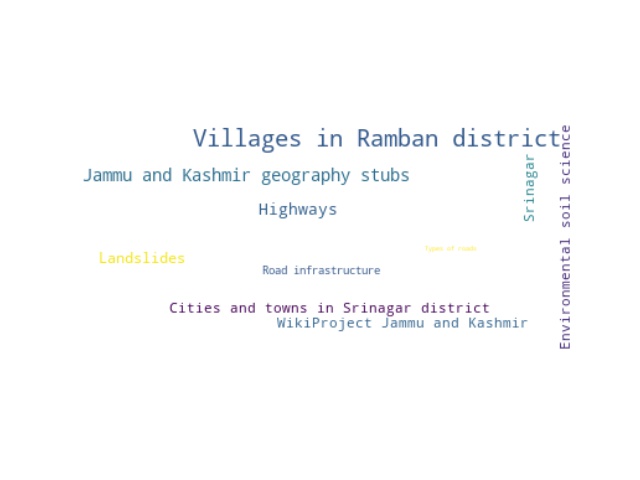 Villages in Ramban district
Jammu and Kashmir geography stubs
Srinagar
Environmental soil science
Highways
Types of roads
Landslides
Road infrastructure
Cities and towns in Srinagar district
WikiProject Jammu and Kashmir